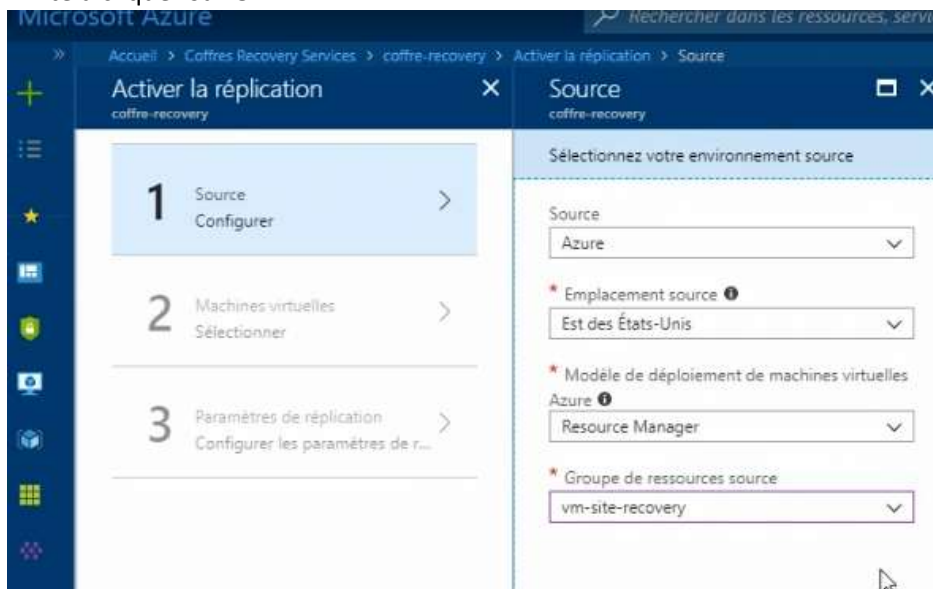 Microsoft Azure
Rechercher dans les ressources, servi
Accueil > Coffres Recovery Services > coffre-recovery > Activer la réplication > Source
Activer la réplication
coffre-recovery
1
Source
Configurer
2
Machines virtuelles
Sélectionner
3
Paramètres de réplication
Configurer les paramètres de r...
Source
coffre-recovery
Sélectionnez votre environnement source
Source
Azure
* Emplacement source
Est des États-Unis
* Modèle de déploiement de machines virtuelles
Azure
Resource Manager
* Groupe de ressources source
vm-site-recovery